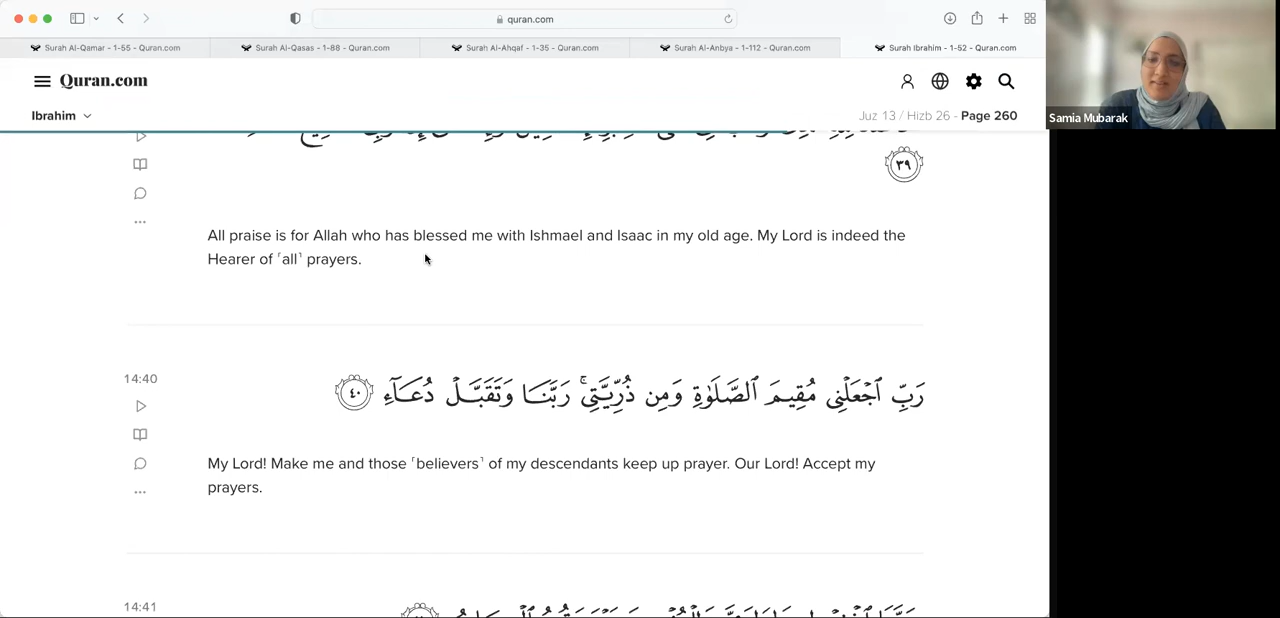 quran.com
Surah Al-Qamar - 1-55 - Quran.com
Surah Al-Qasas - 1-88 - Quran.com
Surah Al-Ahqaf - 1-35 - Quran.com
Surah Al-Anbya - 1-112 - Quran.com
Surah Ibrahim - 1-52 - Quran.com
Quran.com
Ibrahim
Juz 13 / Hizb 26 - Page 260
Samia Mubarak
٣٩
All praise is for Allah who has blessed me with Ishmael and Isaac in my old age. My Lord is indeed the
Hearer of ˹all˺ prayers.
14:40
رَبِّ ٱجۡعَلۡنِى مُقِيمَ ٱلصَّلَوٰةِ وَمِن ذُرِّيَّتِىۚ رَبَّنَا وَتَقَبَّلۡ دُعَآءِ ٤٠
My Lord! Make me and those ˹believers˺ of my descendants keep up prayer. Our Lord! Accept my
prayers.
14:41